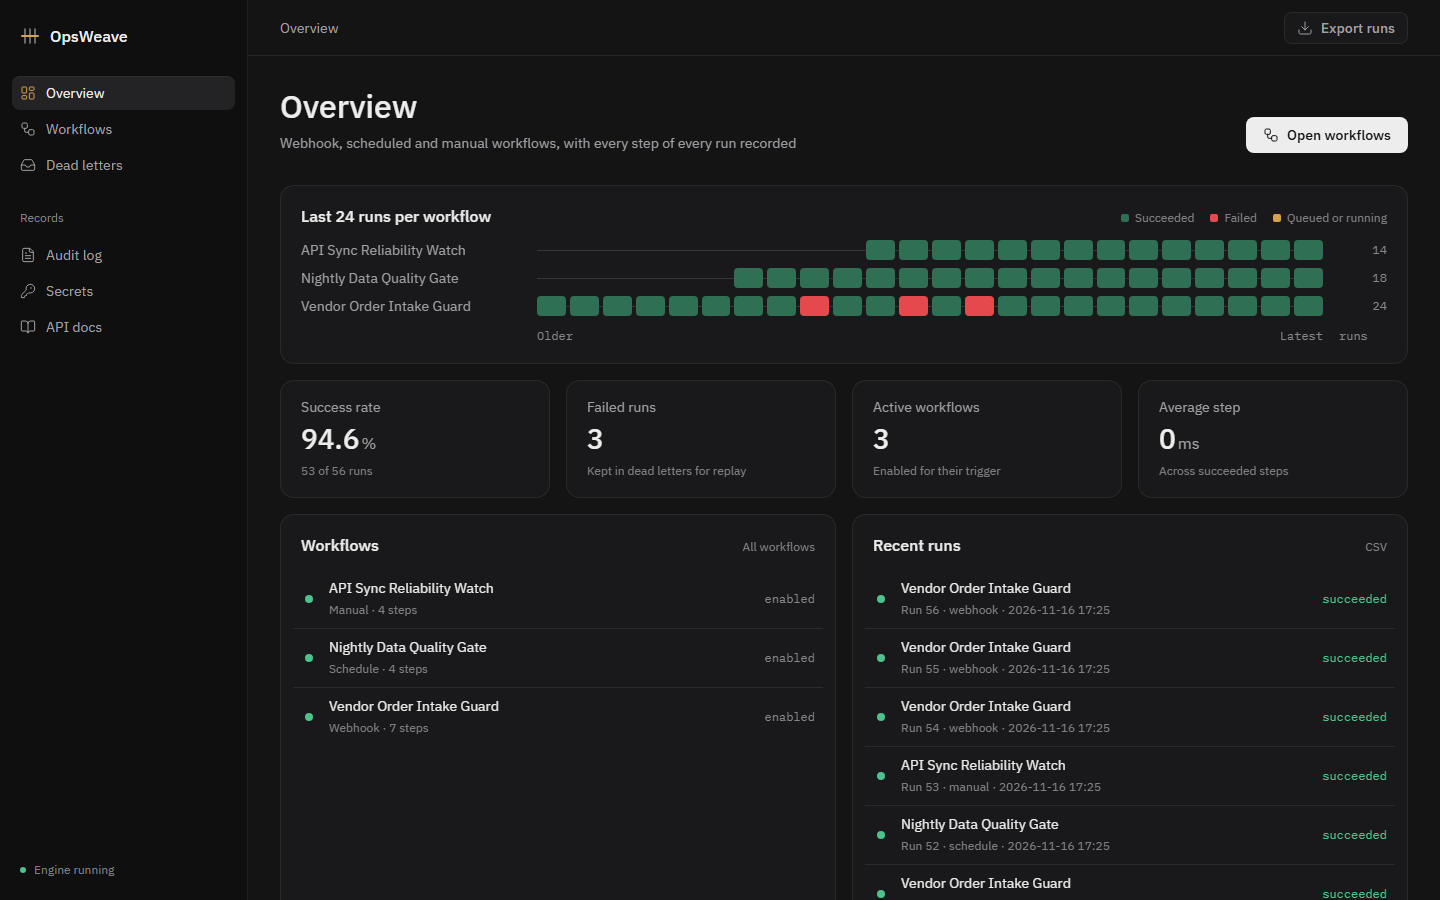 OpsWeave
Overview
Workflows
Dead letters
Records
Audit log
Secrets
API docs
Engine running
Overview
Export runs
Overview
Webhook, scheduled and manual workflows, with every step of every run recorded
Open workflows
Last 24 runs per workflow
Succeeded Failed Queued or running
API Sync Reliability Watch 14
Nightly Data Quality Gate 18
Vendor Order Intake Guard 24
Older Latest runs
Success rate
94.6%
53 of 56 runs
Failed runs
3
Kept in dead letters for replay
Active workflows
3
Enabled for their trigger
Average step
0ms
Across succeeded steps
Workflows All workflows
API Sync Reliability Watch
Manual · 4 steps
enabled
Nightly Data Quality Gate
Schedule · 4 steps
enabled
Vendor Order Intake Guard
Webhook · 7 steps
enabled
Recent runs CSV
Vendor Order Intake Guard
Run 56 · webhook · 2026-11-16 17:25
succeeded
Vendor Order Intake Guard
Run 55 · webhook · 2026-11-16 17:25
succeeded
Vendor Order Intake Guard
Run 54 · webhook · 2026-11-16 17:25
succeeded
API Sync Reliability Watch
Run 53 · manual · 2026-11-16 17:25
succeeded
Nightly Data Quality Gate
Run 52 · schedule · 2026-11-16 17:25
succeeded
Vendor Order Intake Guard
succeeded